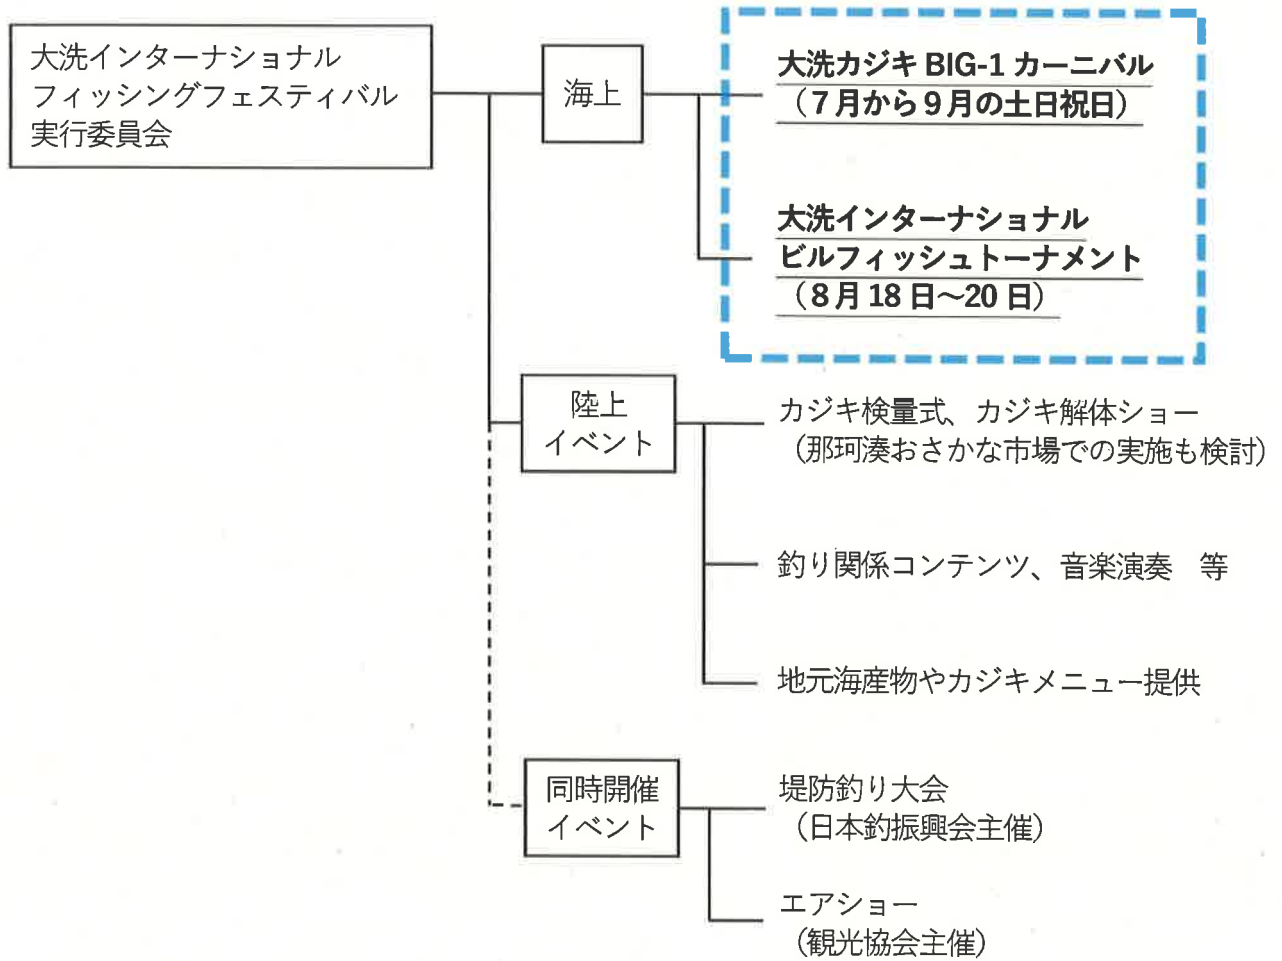 大洗インターナショナル
フィッシングフェスティバル
実行委員会
海上
大洗カジキ BIG-1 カーニバル
（７月から９月の土日祝日）
大洗インターナショナル
ビルフィッシュトーナメント
（８月 18 日～20 日）
陸上
イベント
カジキ検量式、カジキ解体ショー
（那珂湊おさかな市場での実施も検討）
釣り関係コンテンツ、音楽演奏　等
地元海産物やカジキメニュー提供
同時開催
イベント
堤防釣り大会
（日本釣振興会主催）
エアショー
（観光協会主催）